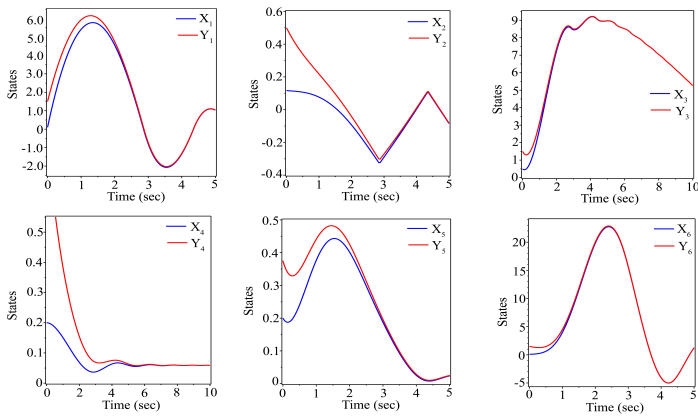 States
6.0
5.0
4.0
3.0
2.0
1.0
0
-1.0
-2.0
0 1 2 3 4 5
Time (sec)
X1
Y1
States
0.6
0.4
0.2
0
-0.2
-0.4
0 1 2 3 4 5
Time (sec)
X2
Y2
States
9
8
7
6
5
4
3
2
1
0
0 2 4 6 8 10
Time (sec)
X3
Y3
States
0.5
0.4
0.3
0.2
0.1
0
0 2 4 6 8 10
Time (sec)
X4
Y4
States
0.5
0.4
0.3
0.2
0.1
0
0 1 2 3 4 5
Time (sec)
X5
Y5
States
20
15
10
5
0
-5
0 1 2 3 4 5
Time (sec)
X6
Y6